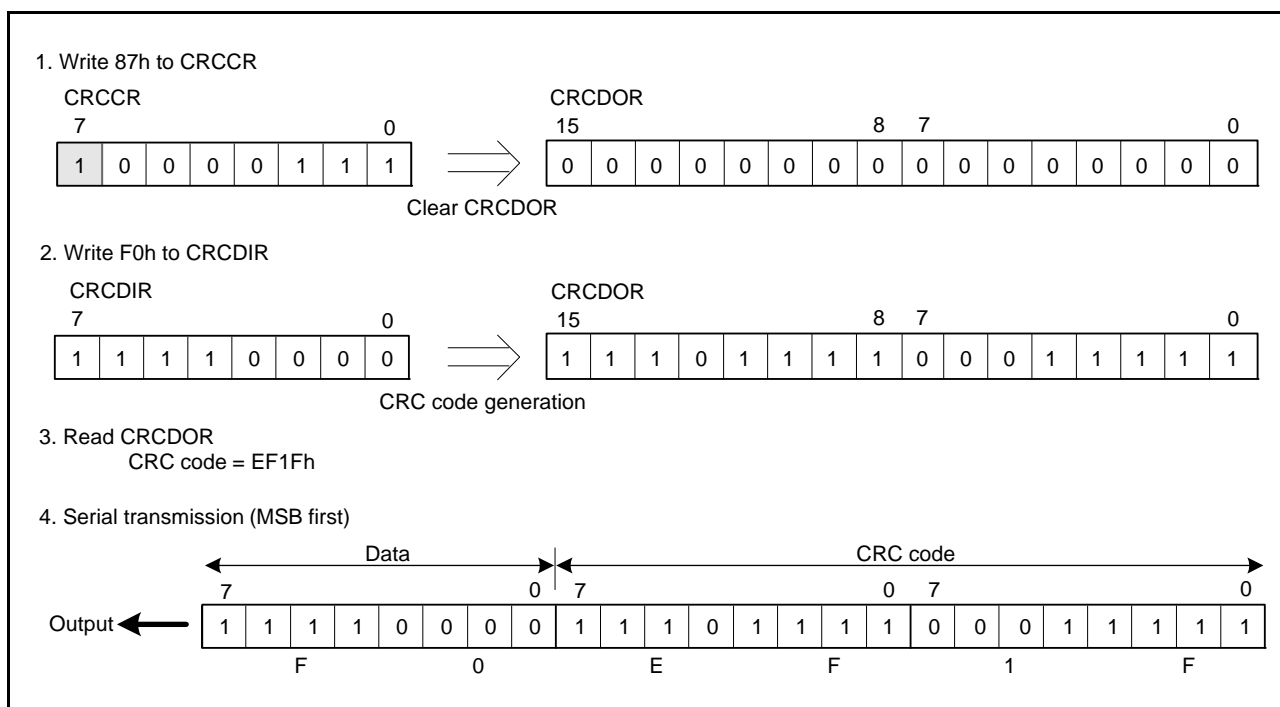 1. Write 87h to CRCCR
CRCCR CRCDOR
7 0 15 8 7 0
1 0 0 0 0 1 1 1 0 0 0 0 0 0 0 0 0 0 0 0 0 0 0 0
Clear CRCDOR
2. Write F0h to CRCDIR
CRCDIR CRCDOR
7 0 15 8 7 0
1 1 1 1 0 0 0 0 1 1 1 0 1 1 1 1 0 0 0 1 1 1 1 1
CRC code generation
3. Read CRCDOR
CRC code = EF1Fh
4. Serial transmission (MSB first)
Data CRC code
7 0 7 0 7 0
Output 1 1 1 1 0 0 0 0 1 1 1 0 1 1 1 1 0 0 0 1 1 1 1 1
F 0 E F 1 F